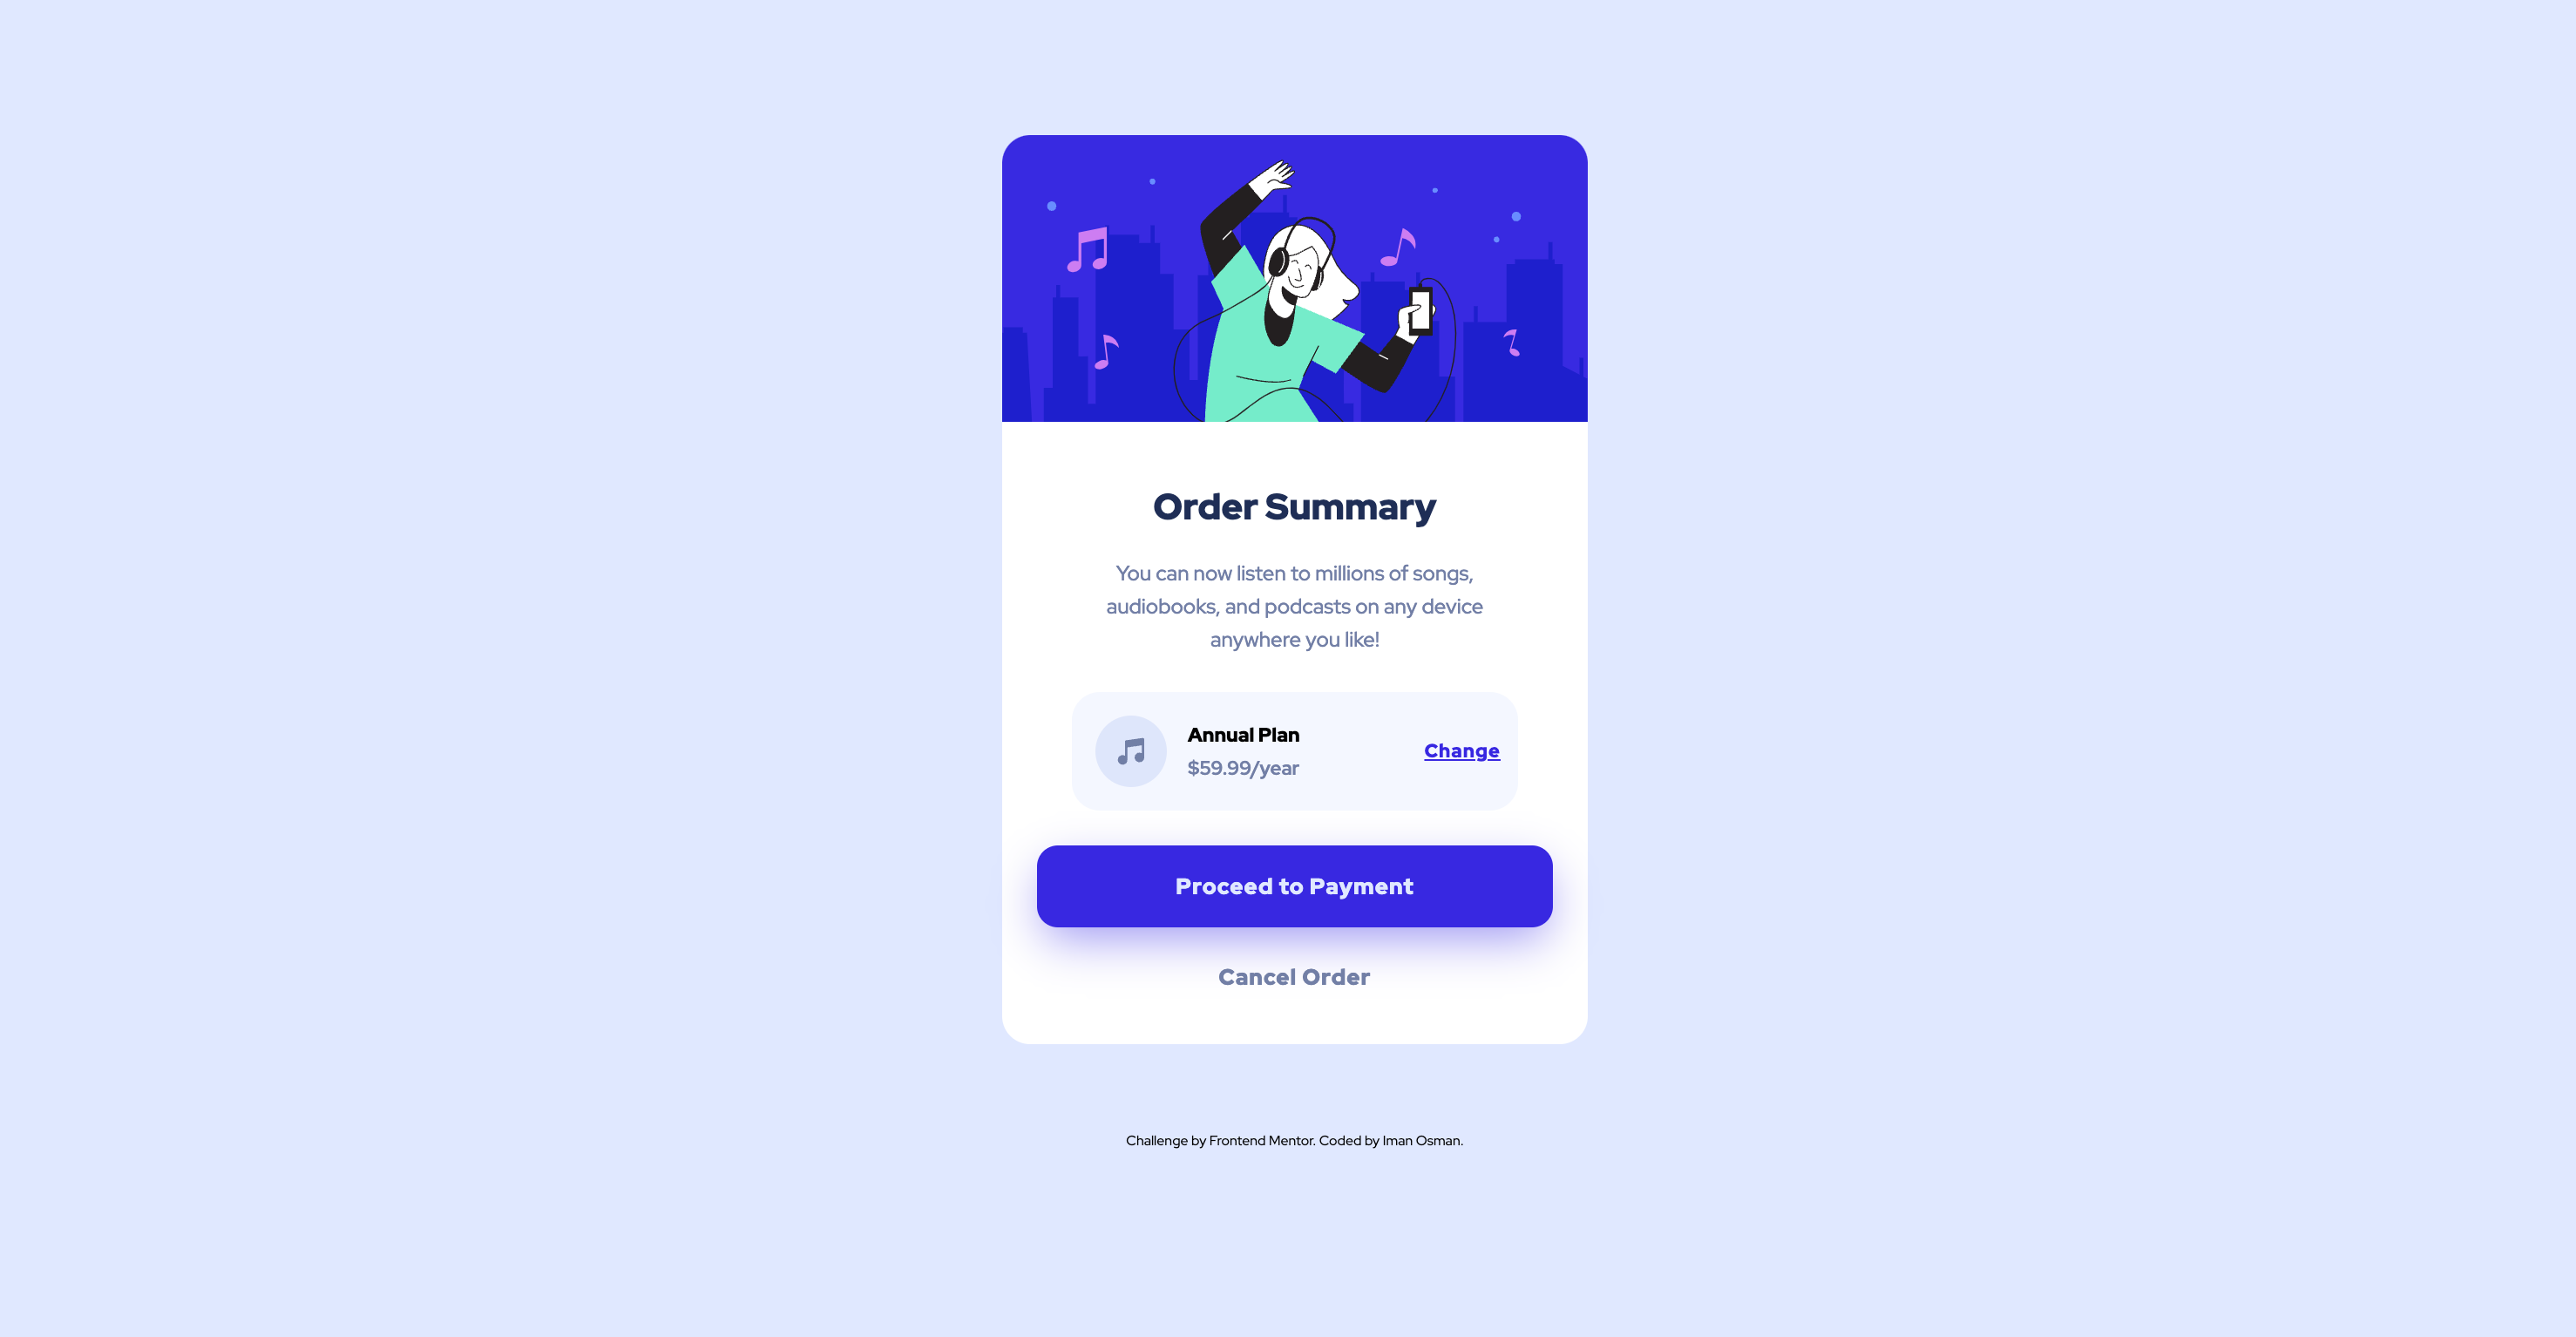 Order Summary
You can now listen to millions of songs,
audiobooks, and podcasts on any device
anywhere you like!
Annual Plan
$59.99/year
Change
Proceed to Payment
Cancel Order
Challenge by Frontend Mentor. Coded by Iman Osman.